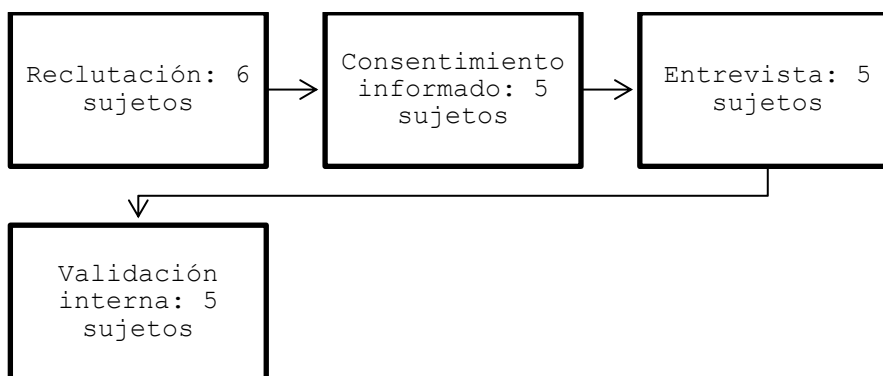 Reclutación: 6
sujetos
Consentimiento
informado: 5
sujetos
Entrevista: 5
sujetos
Validación
interna: 5
sujetos